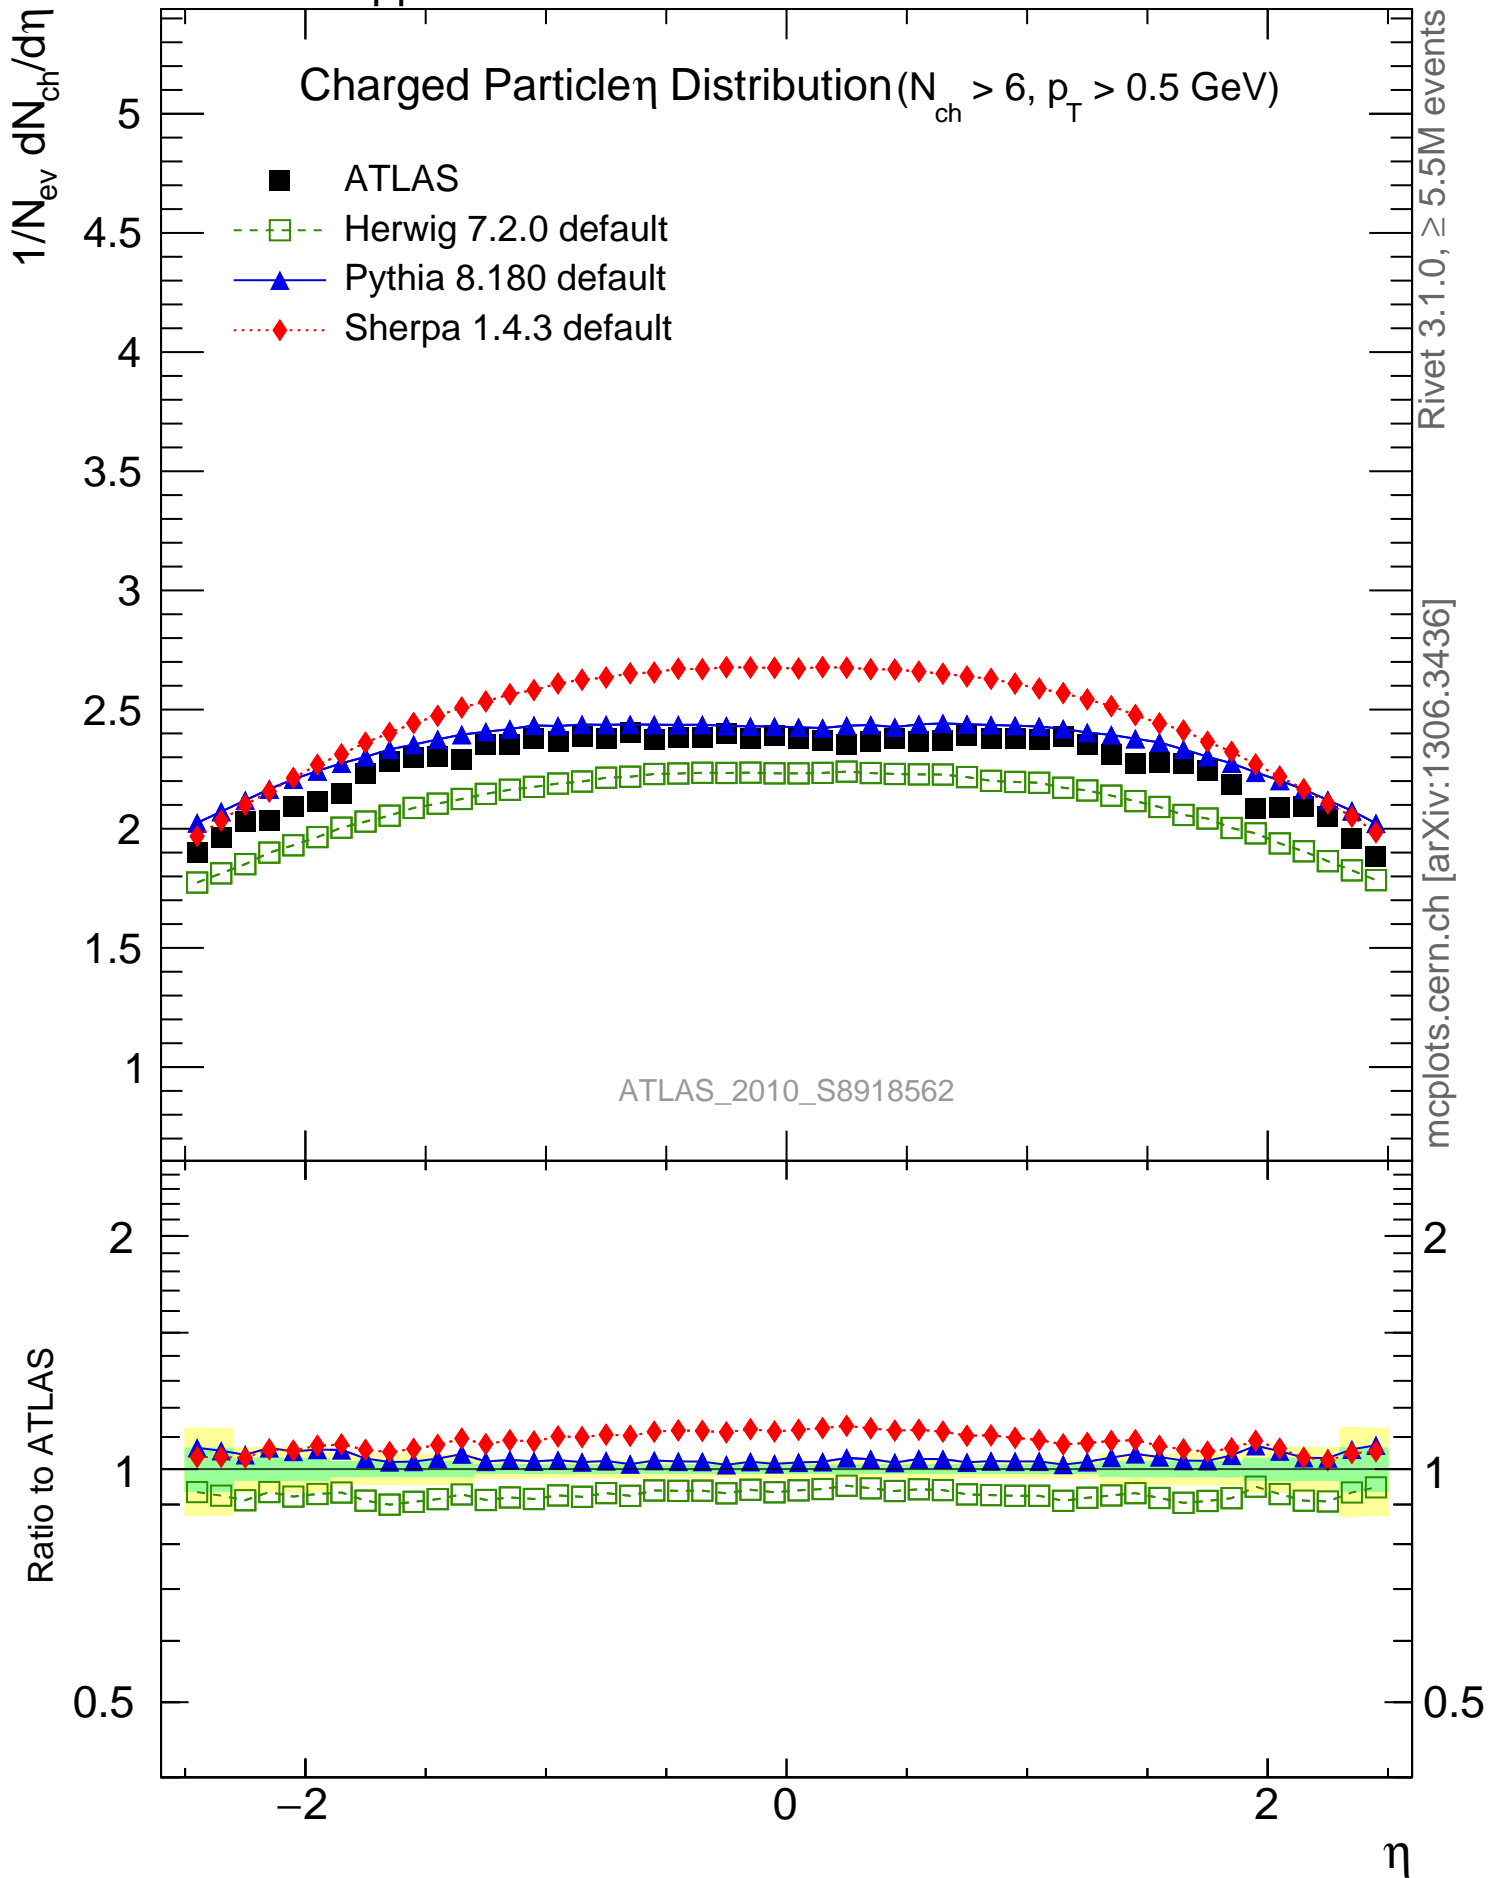 pp
1/N_ev dN_ch/dη
Charged Particleη Distribution(N_ch > 6, p_T > 0.5 GeV)
ATLAS
Herwig 7.2.0 default
Pythia 8.180 default
Sherpa 1.4.3 default
5
4.5
4
3.5
3
2.5
2
1.5
1
ATLAS_2010_S8918562
Rivet 3.1.0, ≥ 5.5M events
mcplots.cern.ch [arXiv:1306.3436]
Ratio to ATLAS
2
1
0.5
2
1
0.5
−2
0
2
η